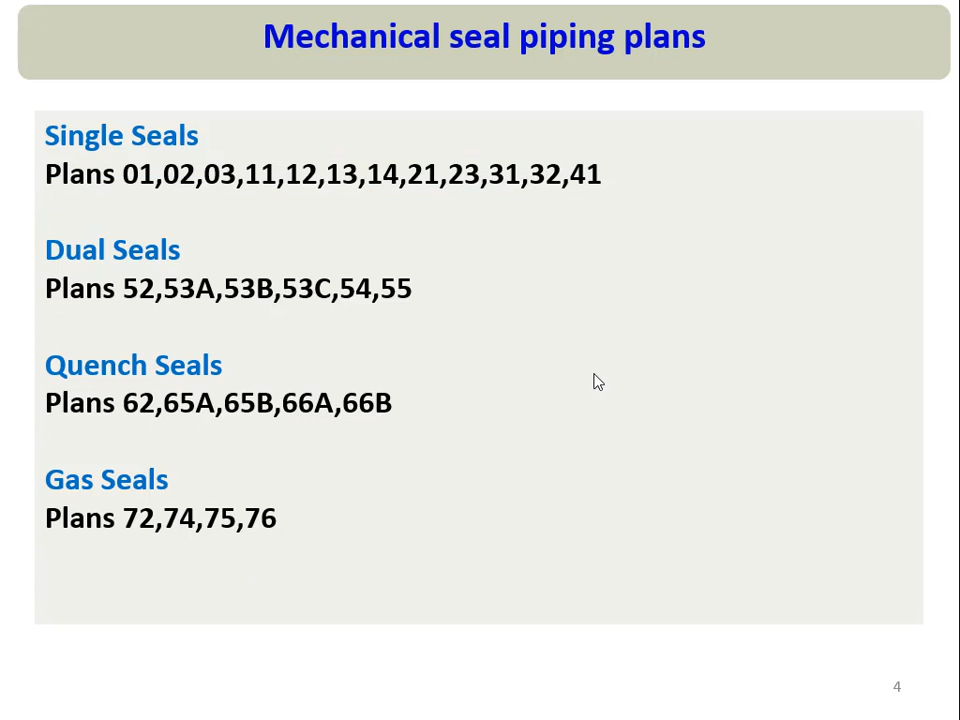 Mechanical seal piping plans
Single Seals
Plans 01,02,03,11,12,13,14,21,23,31,32,41
Dual Seals
Plans 52,53A,53B,53C,54,55
Quench Seals
Plans 62,65A,65B,66A,66B
Gas Seals
Plans 72,74,75,76
4